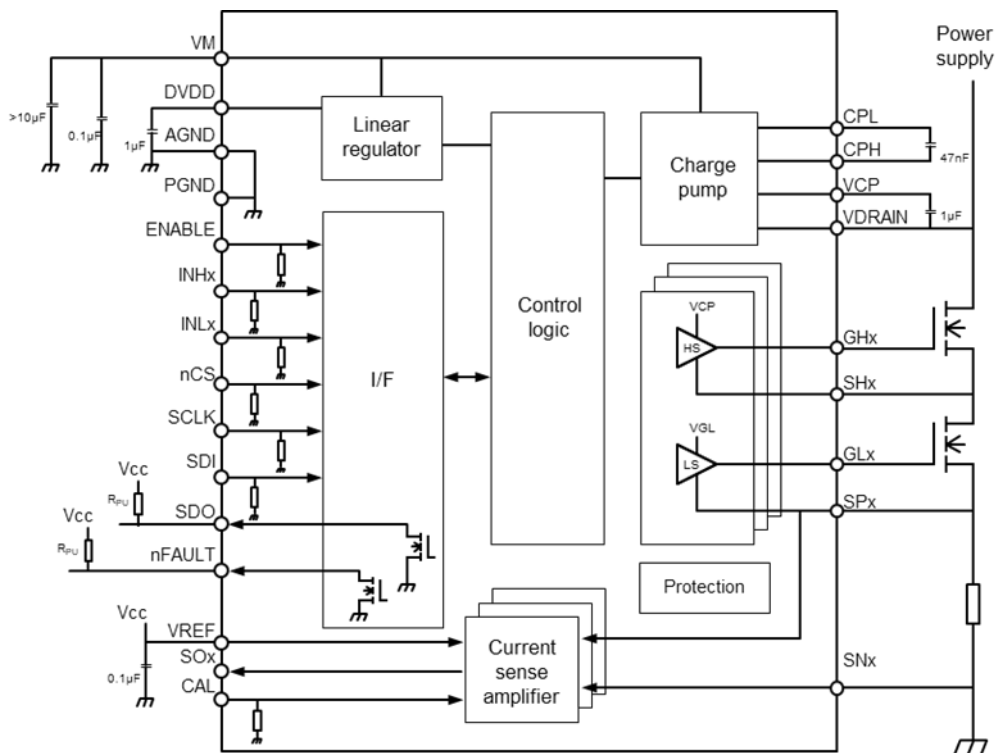 VM
DVDD
>10μF
0.1μF
1μF
AGND
PGND
ENABLE
INHx
INLx
nCS
SCLK
SDI
Vcc
RPU
SDO
Vcc
RPU
nFAULT
Vcc
VREF
SOx
0.1μF
CAL
Linear
regulator
I/F
Control
logic
Charge
pump
VCP
HS
VGL
LS
Protection
Current
sense
amplifier
Power
supply
CPL
CPH
47nF
VCP
1μF
VDRAIN
GHx
SHx
GLx
SPx
SNx